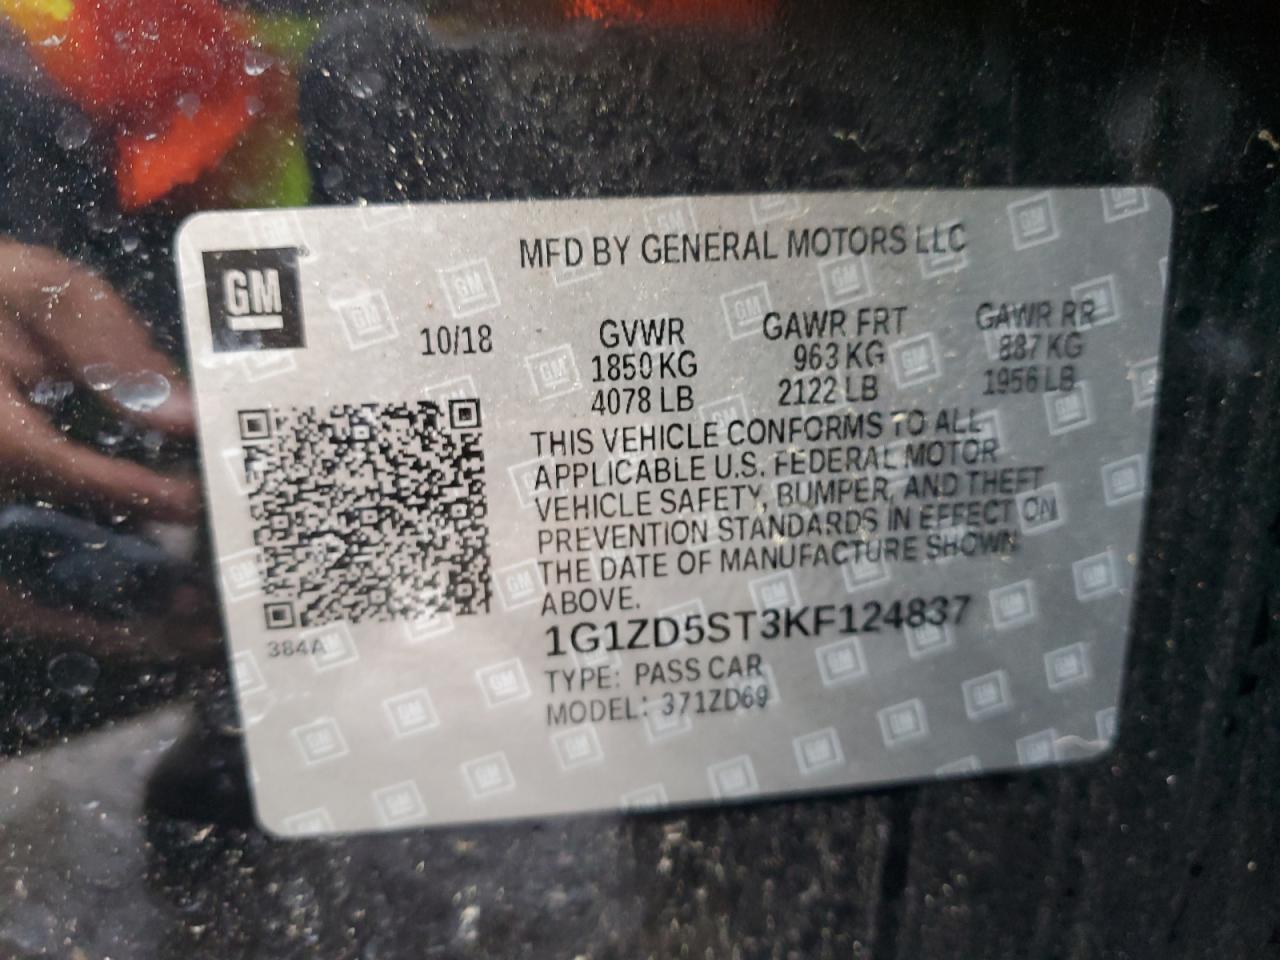 MFD BY GENERAL MOTORS LLC
GM
10/18 GVWR GAWR FRT GAWR RR
1850 KG 963 KG 887 KG
4078 LB 2122 LB 1956 LB
THIS VEHICLE CONFORMS TO ALL
APPLICABLE U.S. FEDERAL MOTOR
VEHICLE SAFETY, BUMPER, AND THEFT
PREVENTION STANDARDS IN EFFECT ON
THE DATE OF MANUFACTURE SHOWN
ABOVE.
384A
1G1ZD5ST3KF124837
TYPE: PASS CAR
MODEL: 371ZD69